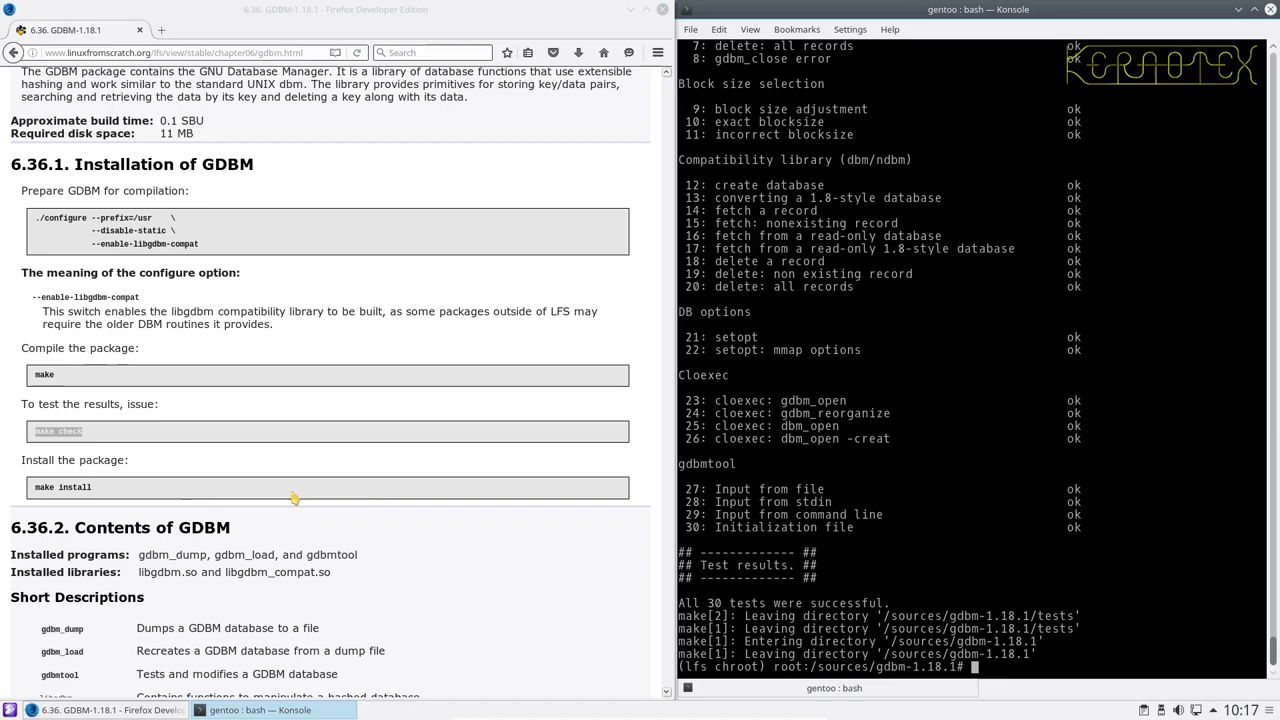 6.36. GDBM-1.18.1 - Firefox Developer Edition
6.36. GDBM-1.18.1
www.linuxfromscratch.org/lfs/view/stable/chapter06/gdbm.html
Search
The GDBM package contains the GNU Database Manager. It is a library of database functions that use extensible
hashing and work similar to the standard UNIX dbm. The library provides primitives for storing key/data pairs,
searching and retrieving the data by its key and deleting a key along with its data.
Approximate build time: 0.1 SBU
Required disk space: 11 MB
6.36.1. Installation of GDBM
Prepare GDBM for compilation:
./configure --prefix=/usr \
--disable-static \
--enable-libgdbm-compat
The meaning of the configure option:
--enable-libgdbm-compat
This switch enables the libgdbm compatibility library to be built, as some packages outside of LFS may
require the older DBM routines it provides.
Compile the package:
make
To test the results, issue:
make check
Install the package:
make install
6.36.2. Contents of GDBM
Installed programs: gdbm_dump, gdbm_load, and gdbmtool
Installed libraries: libgdbm.so and libgdbm_compat.so
Short Descriptions
gdbm_dump Dumps a GDBM database to a file
gdbm_load Recreates a GDBM database from a dump file
gdbmtool Tests and modifies a GDBM database
libgdbm Contains functions to manipulate a hashed database
gentoo : bash — Konsole
File Edit View Bookmarks Settings Help
7: delete: all records ok
8: gdbm_close error ok
Block size selection
9: block size adjustment ok
10: exact blocksize ok
11: incorrect blocksize ok
Compatibility library (dbm/ndbm)
12: create database ok
13: converting a 1.8-style database ok
14: fetch a record ok
15: fetch: nonexisting record ok
16: fetch from a read-only database ok
17: fetch from a read-only 1.8-style database ok
18: delete a record ok
19: delete: non existing record ok
20: delete: all records ok
DB options
21: setopt ok
22: setopt: mmap options ok
Cloexec
23: cloexec: gdbm_open ok
24: cloexec: gdbm_reorganize ok
25: cloexec: dbm_open ok
26: cloexec: dbm_open -creat ok
gdbmtool
27: Input from file ok
28: Input from stdin ok
29: Input from command line ok
30: Initialization file ok
## ------------- ##
## Test results. ##
## ------------- ##
All 30 tests were successful.
make[2]: Leaving directory '/sources/gdbm-1.18.1/tests'
make[1]: Leaving directory '/sources/gdbm-1.18.1/tests'
make[1]: Entering directory '/sources/gdbm-1.18.1'
make[1]: Leaving directory '/sources/gdbm-1.18.1'
(lfs chroot) root:/sources/gdbm-1.18.1#
gentoo : bash
6.36. GDBM-1.18.1 - Firefox Develop
gentoo : bash — Konsole
10:17